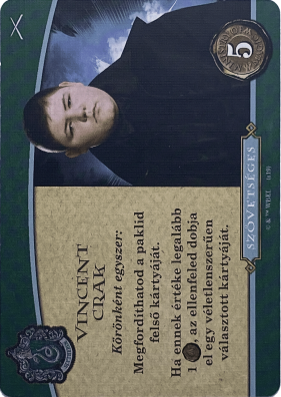 VINCENT
CRAK
Körönként egyszer:
Megfordíthatod a paklid
felső kártyáját.
Ha ennek értéke legalább
1, az ellenfeled dobja
el egy véletlenszerűen
választott kártyáját.
SZÖVETSÉGES
5